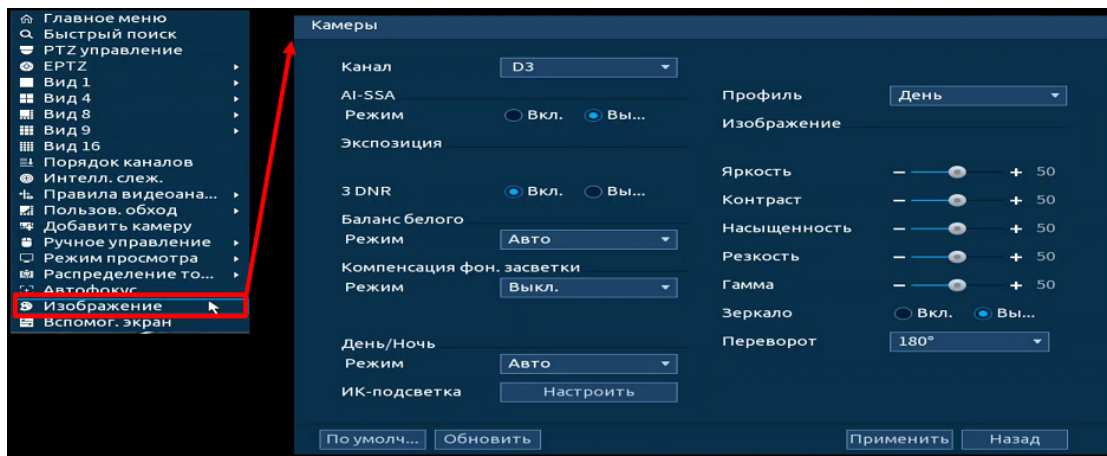 Главное меню
Быстрый поиск
PTZ управление
EPTZ
Вид 1
Вид 4
Вид 8
Вид 9
Вид 16
Порядок каналов
Интелл. слеж.
Правила видеоана...
Пользов. обход
Добавить камеру
Ручное управление
Режим просмотра
Распределение то...
Автофокус
Изображение
Вспомог. экран
Камеры
Канал D3
AI-SSA
Режим Вкл. Вы...
Экспозиция
3 DNR Вкл. Вы...
Баланс белого
Режим Авто
Компенсация фон. засветки
Режим Выкл.
День/Ночь
Режим Авто
ИК-подсветка Настроить
Профиль День
Изображение
Яркость - + 50
Контраст - + 50
Насыщенность - + 50
Резкость - + 50
Гамма - + 50
Зеркало Вкл. Вы...
Переворот 180°
По умолч... Обновить Применить Назад